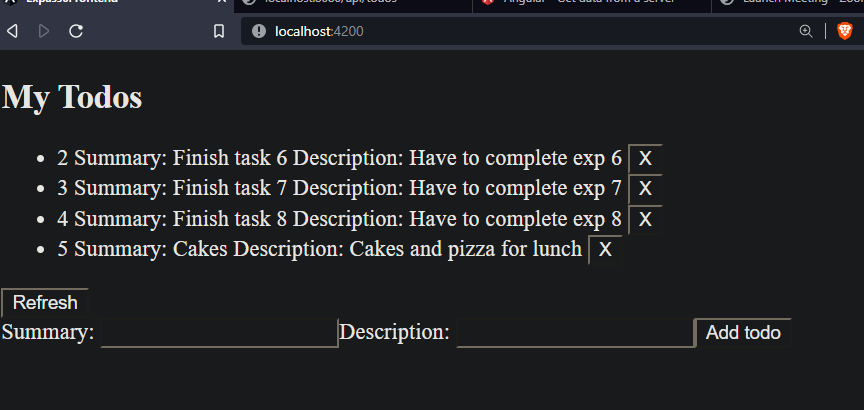 localhost:4200
My Todos
2 Summary: Finish task 6 Description: Have to complete exp 6 X
3 Summary: Finish task 7 Description: Have to complete exp 7 X
4 Summary: Finish task 8 Description: Have to complete exp 8 X
5 Summary: Cakes Description: Cakes and pizza for lunch X
Refresh
Summary: Description: Add todo